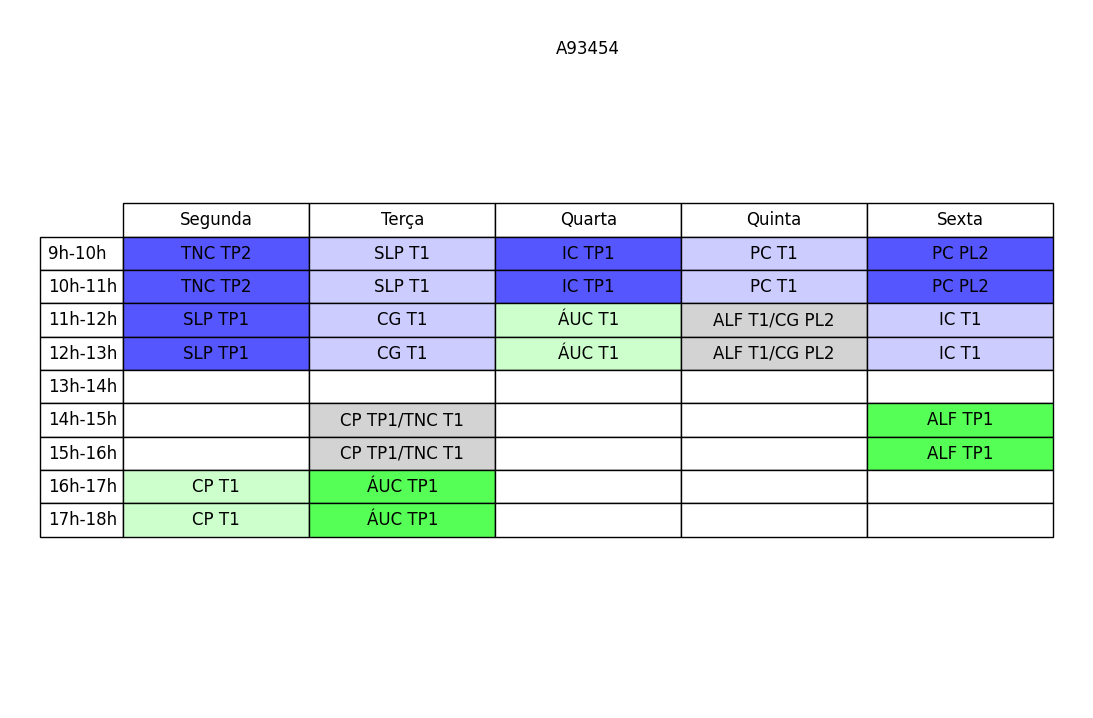 A93454
Segunda Terça Quarta Quinta Sexta
9h-10h TNC TP2 SLP T1 IC TP1 PC T1 PC PL2
10h-11h TNC TP2 SLP T1 IC TP1 PC T1 PC PL2
11h-12h SLP TP1 CG T1 ÁUC T1 ALF T1/CG PL2 IC T1
12h-13h SLP TP1 CG T1 ÁUC T1 ALF T1/CG PL2 IC T1
13h-14h
14h-15h CP TP1/TNC T1 ALF TP1
15h-16h CP TP1/TNC T1 ALF TP1
16h-17h CP T1 ÁUC TP1
17h-18h CP T1 ÁUC TP1